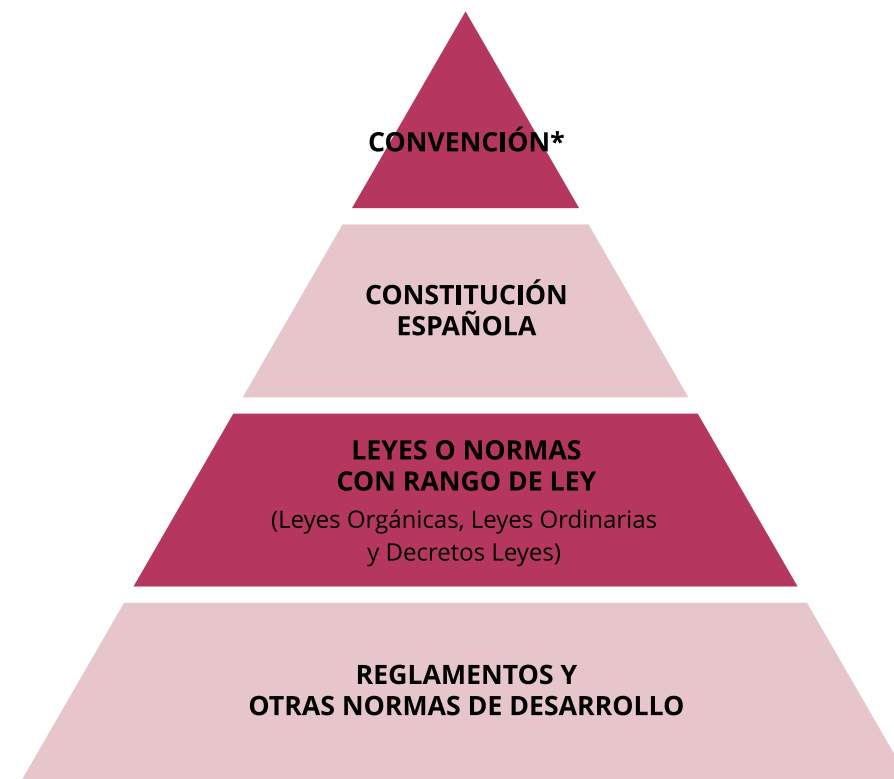 CONVENCIÓN*
CONSTITUCIÓN
ESPAÑOLA
LEYES O NORMAS
CON RANGO DE LEY
(Leyes Orgánicas, Leyes Ordinarias
y Decretos Leyes)
REGLAMENTOS Y
OTRAS NORMAS DE DESARROLLO